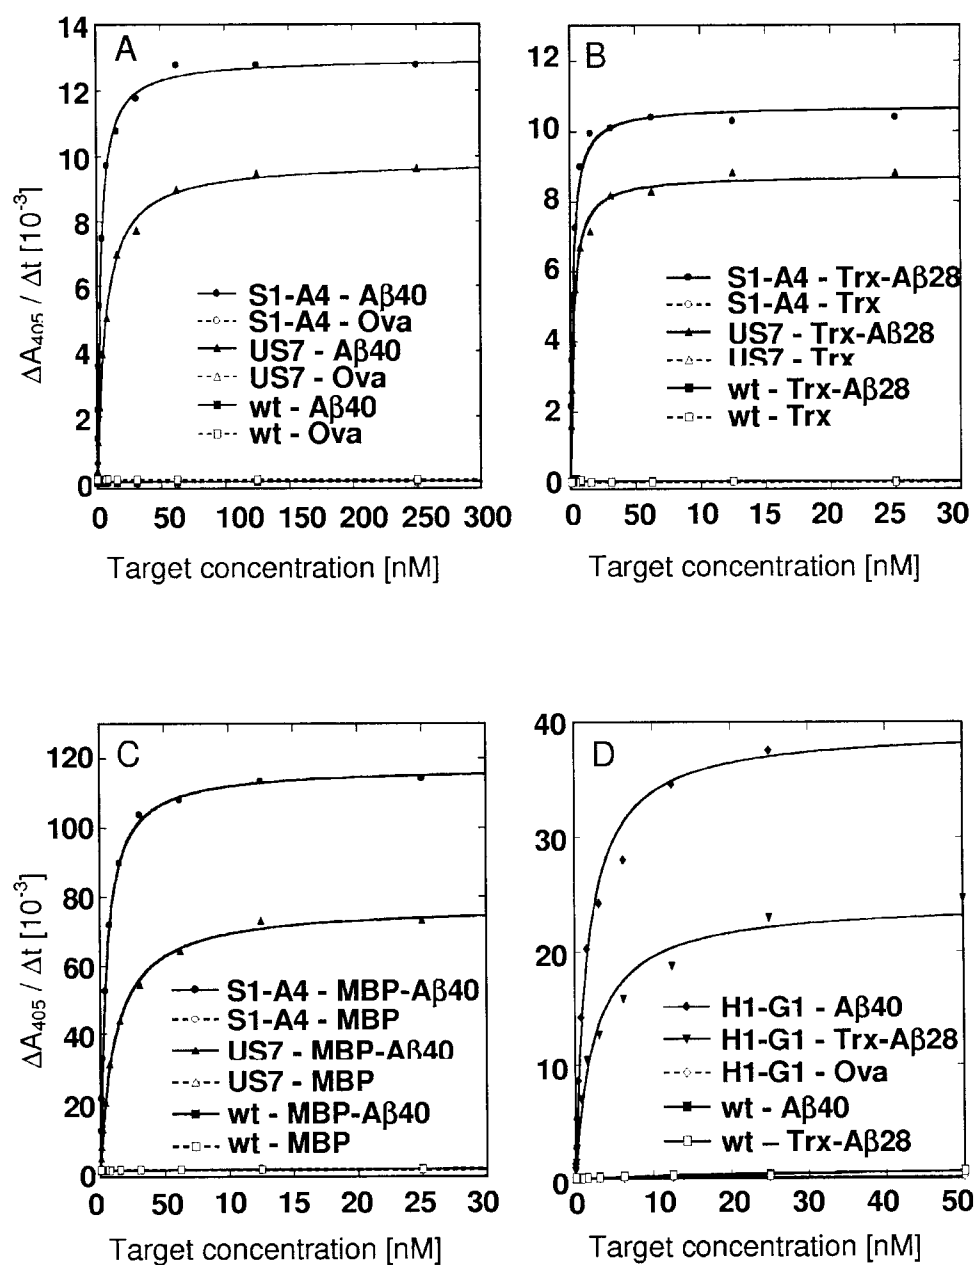 A
14
12
10
8
6
4
2
0
ΔA405 / Δt [10-3]
S1-A4 - Aβ40
S1-A4 - Ova
US7 - Aβ40
US7 - Ova
wt - Aβ40
wt - Ova
0 50 100 150 200 250 300
Target concentration [nM]
B
12
10
8
6
4
2
0
S1-A4 - Trx-Aβ28
S1-A4 - Trx
US7 - Trx-Aβ28
US7 - Trx
wt - Trx-Aβ28
wt - Trx
0 50 10 15 20 25 30
Target concentration [nM]
C
120
100
80
60
40
20
0
ΔA405 / Δt [10-3]
S1-A4 - MBP-Aβ40
S1-A4 - MBP
US7 - MBP-Aβ40
US7 - MBP
wt - MBP-Aβ40
wt - MBP
0 50 10 15 20 25 30
Target concentration [nM]
D
40
30
20
10
0
H1-G1 - Aβ40
H1-G1 - Trx-Aβ28
H1-G1 - Ova
wt - Aβ40
wt – Trx-Aβ28
0 10 20 30 40 50
Target concentration [nM]